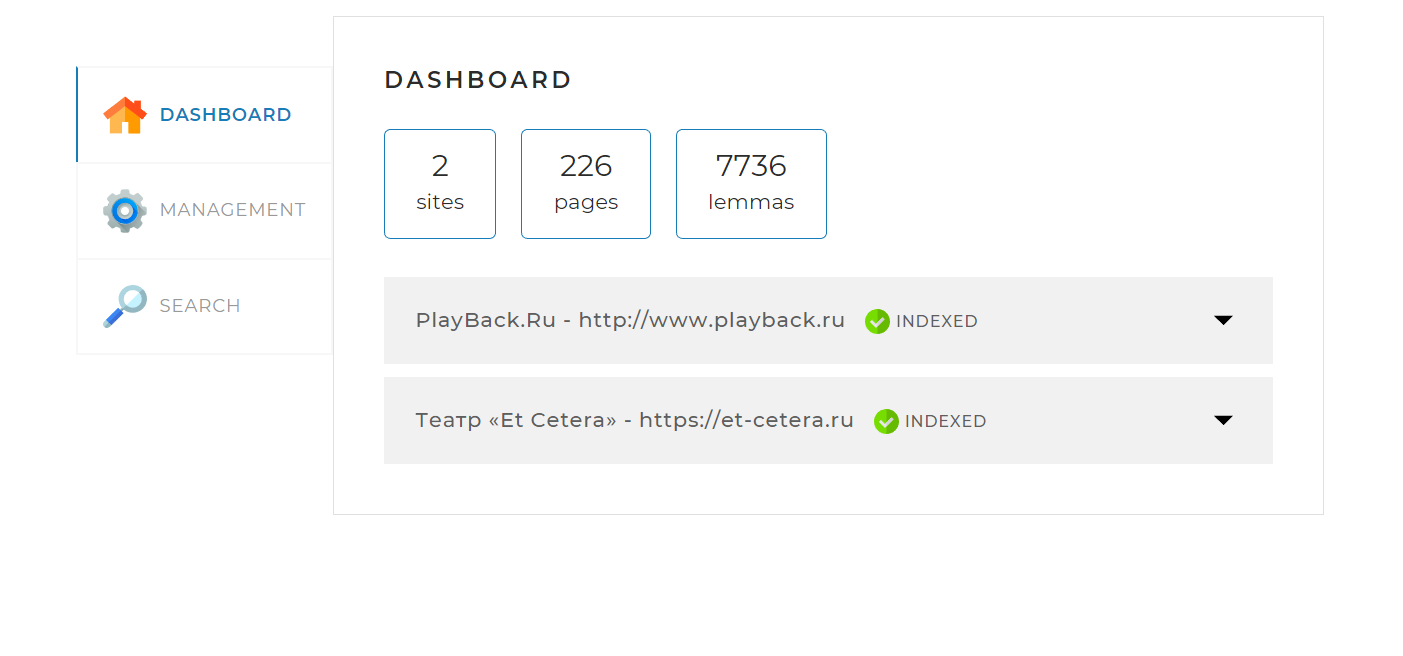 DASHBOARD
MANAGEMENT
SEARCH
DASHBOARD
2
sites
226
pages
7736
lemmas
PlayBack.Ru - http://www.playback.ru INDEXED
Театр «Et Cetera» - https://et-cetera.ru INDEXED